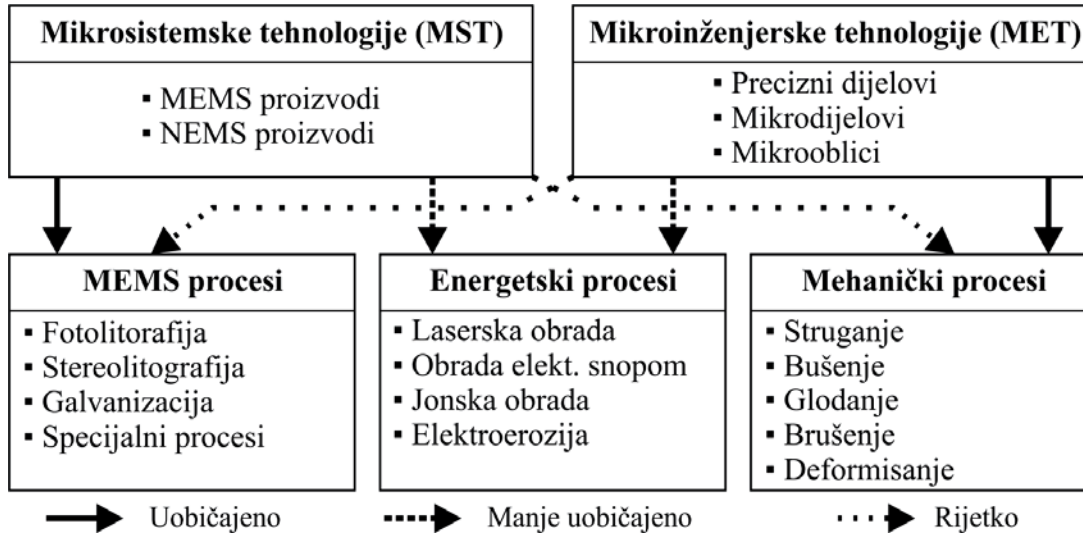 Mikrosistemske tehnologije (MST)
▪ MEMS proizvodi
▪ NEMS proizvodi
Mikroinženjerske tehnologije (MET)
▪ Precizni dijelovi
▪ Mikrodijelovi
▪ Mikrooblici
MEMS procesi
▪ Fotolitorafija
▪ Stereolitografija
▪ Galvanizacija
▪ Specijalni procesi
Energetski procesi
▪ Laserska obrada
▪ Obrada elekt. snopom
▪ Jonska obrada
▪ Elektroerozija
Mehanički procesi
▪ Struganje
▪ Bušenje
▪ Glodanje
▪ Brušenje
▪ Deformisanje
Uobičajeno
Manje uobičajeno
Rijetko